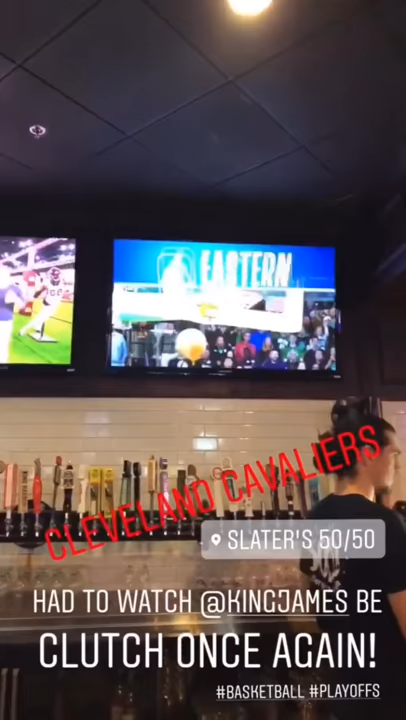 EASTERN
CLEVELAND CAVALIERS
SLATER'S 50/50
HAD TO WATCH @KINGJAMES BE
CLUTCH ONCE AGAIN!
#BASKETBALL #PLAYOFFS